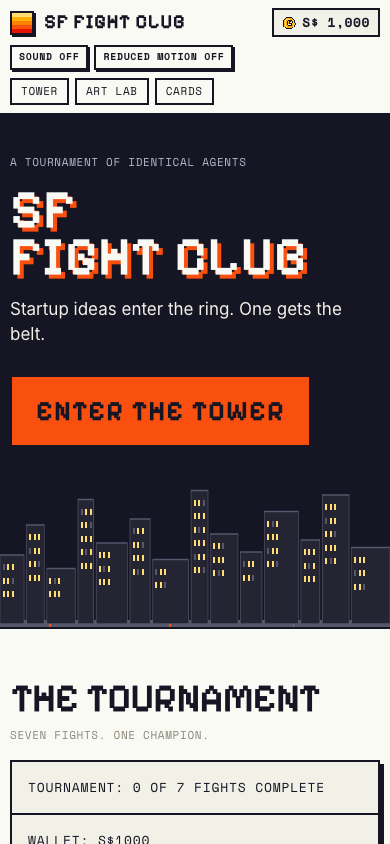 SF FIGHT CLUB
S$ 1,000
SOUND OFF
REDUCED MOTION OFF
TOWER
ART LAB
CARDS
A TOURNAMENT OF IDENTICAL AGENTS
SF
FIGHT CLUB
Startup ideas enter the ring. One gets the
belt.
ENTER THE TOWER
THE TOURNAMENT
SEVEN FIGHTS. ONE CHAMPION.
TOURNAMENT: 0 OF 7 FIGHTS COMPLETE
WALLET: S$1000